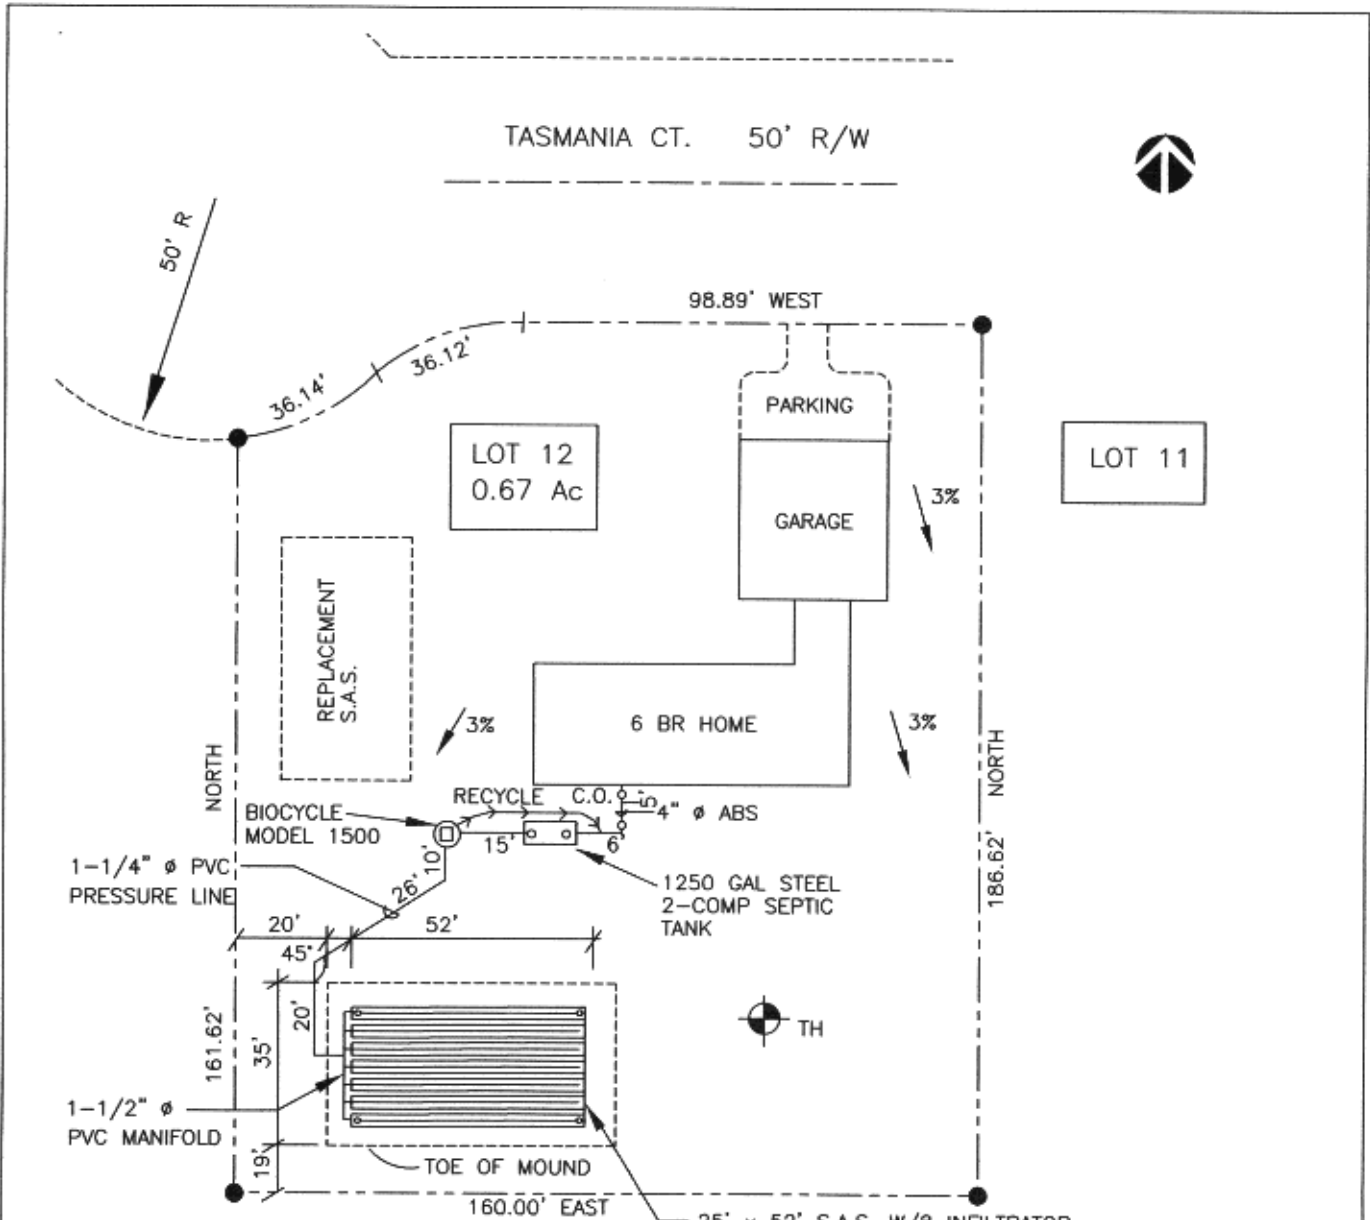 TASMANIA CT. 50' R/W
50' R
98.89' WEST
36.14'
36.12'
PARKING
LOT 12
0.67 Ac
LOT 11
3%
GARAGE
REPLACEMENT
S.A.S.
6 BR HOME
3%
3%
NORTH
NORTH
RECYCLE
C.O.
5'
4" ø ABS
BIOCYCLE
MODEL 1500
15'
6'
10'
1-1/4" ø PVC
PRESSURE LINE
26'
1250 GAL STEEL
2-COMP SEPTIC
TANK
186.62'
20'
52'
45°
20'
TH
161.62'
35'
1-1/2" ø
PVC MANIFOLD
19'
TOE OF MOUND
160.00' EAST
52' S.A.S. W/8 INFILTRATOR